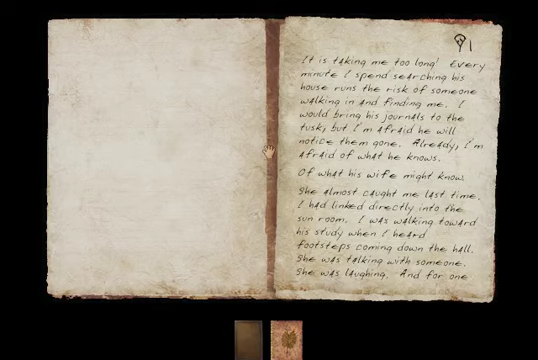 It is taking me too long! Every
minute I spend searching his
house runs the risk of someone
walking in and finding me. I
would bring his journals to the
tusk, but I'm afraid he will
notice them gone. Already, I'm
afraid of what he knows.
Of what his wife might know.
She almost caught me last time.
I had linked directly into the
sun room. I was walking toward
his study when I heard
footsteps coming down the hall.
She was talking with someone.
She was laughing. And for one